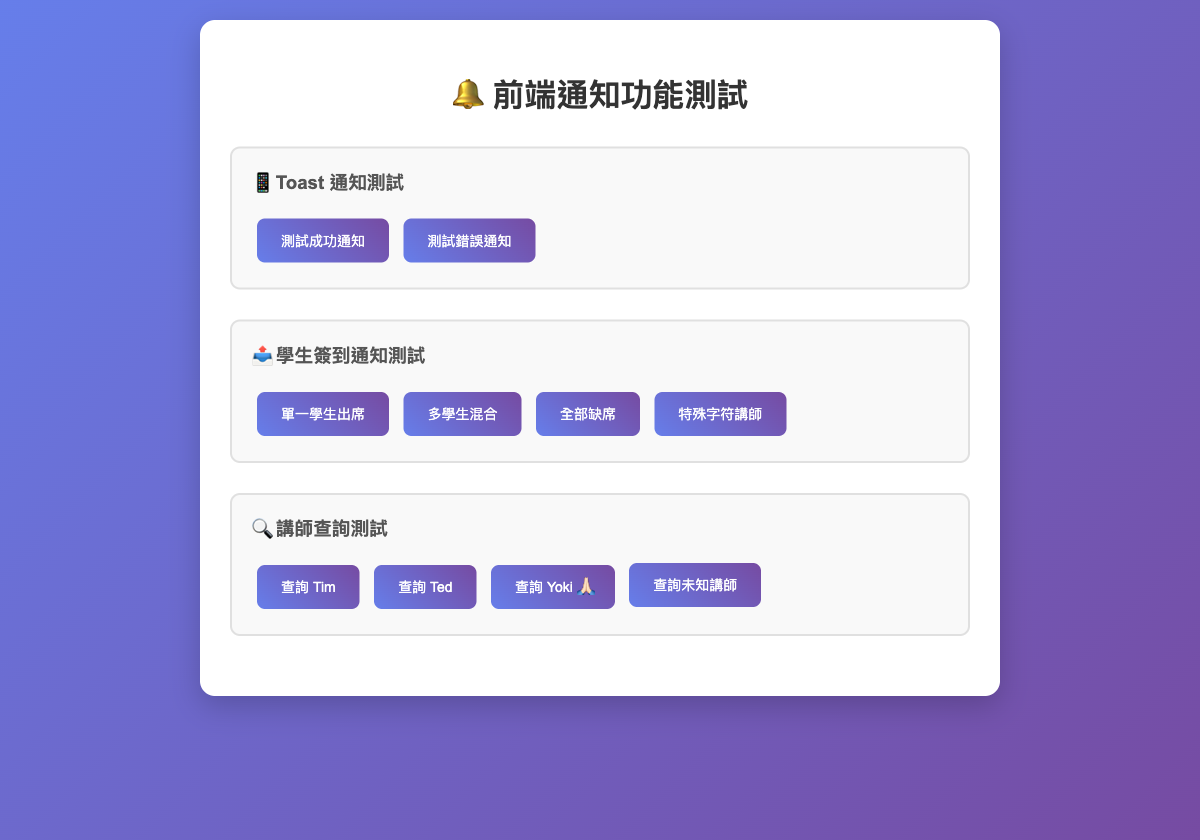 🔔 前端通知功能測試
📱 Toast 通知測試
測試成功通知 測試錯誤通知
📤 學生簽到通知測試
單一學生出席 多學生混合 全部缺席 特殊字符講師
🔍 講師查詢測試
查詢 Tim 查詢 Ted 查詢 Yoki 🙏🏻 查詢未知講師